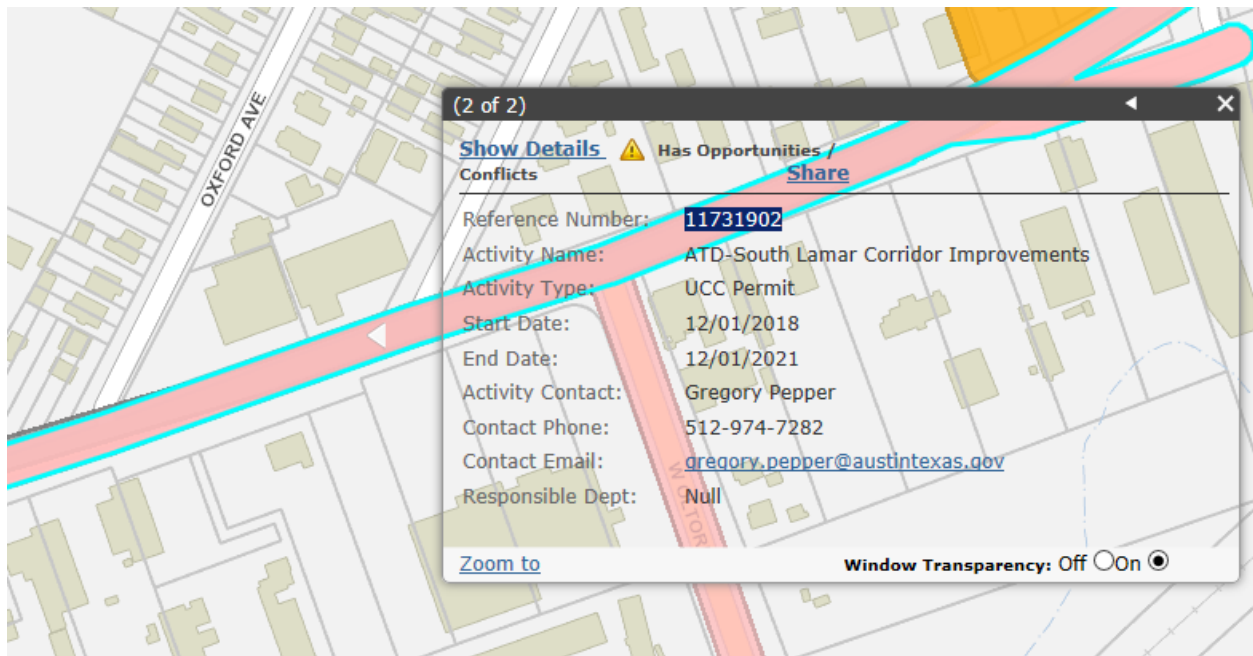 OXFORD AVE
(2 of 2)
Show Details Has Opportunities /
Conflicts Share
Reference Number: 11731902
Activity Name: ATD-South Lamar Corridor Improvements
Activity Type: UCC Permit
Start Date: 12/01/2018
End Date: 12/01/2021
Activity Contact: Gregory Pepper
Contact Phone: 512-974-7282
Contact Email: gregory.pepper@austintexas.gov
Responsible Dept: Null
W OLTOR
Zoom to Window Transparency: Off On